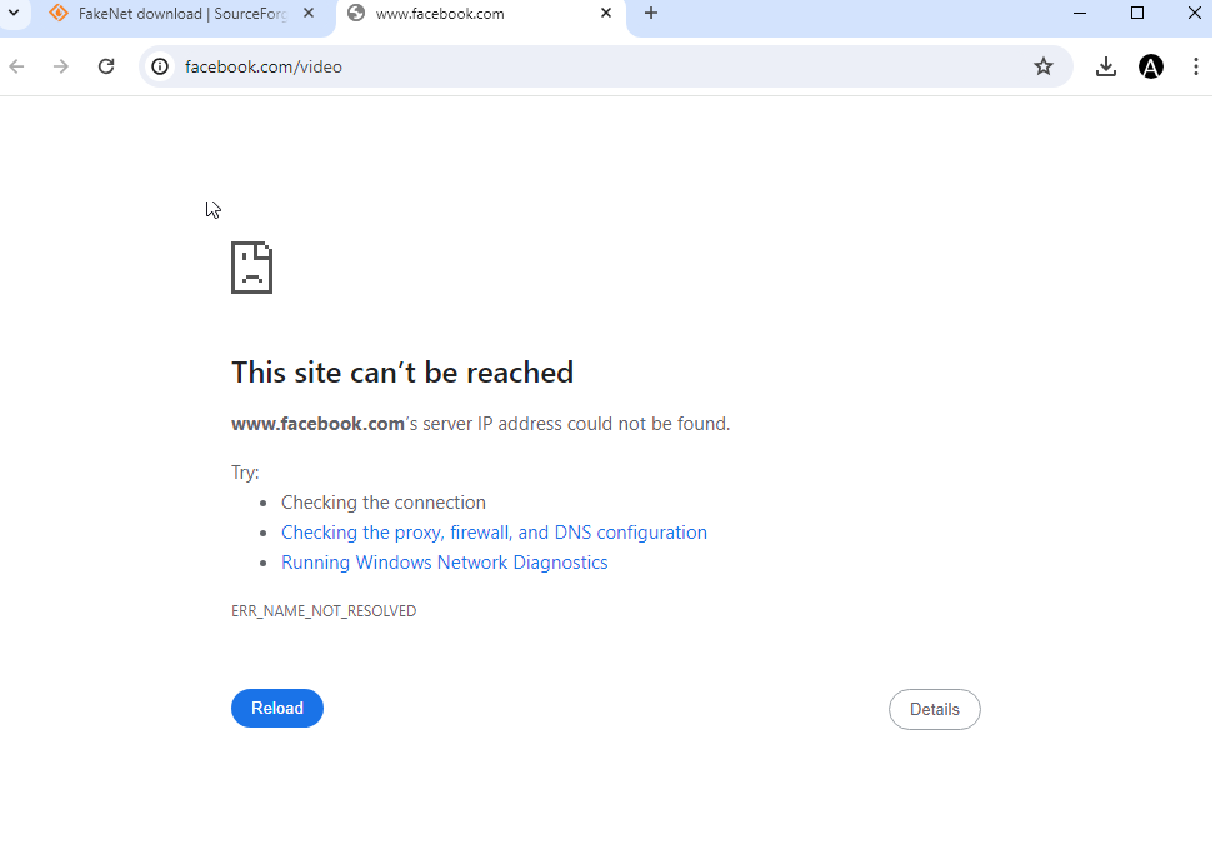 FakeNet download | SourceForg
www.facebook.com
facebook.com/video
This site can’t be reached
www.facebook.com’s server IP address could not be found.
Try:
• Checking the connection
• Checking the proxy, firewall, and DNS configuration
• Running Windows Network Diagnostics
ERR_NAME_NOT_RESOLVED
Reload
Details